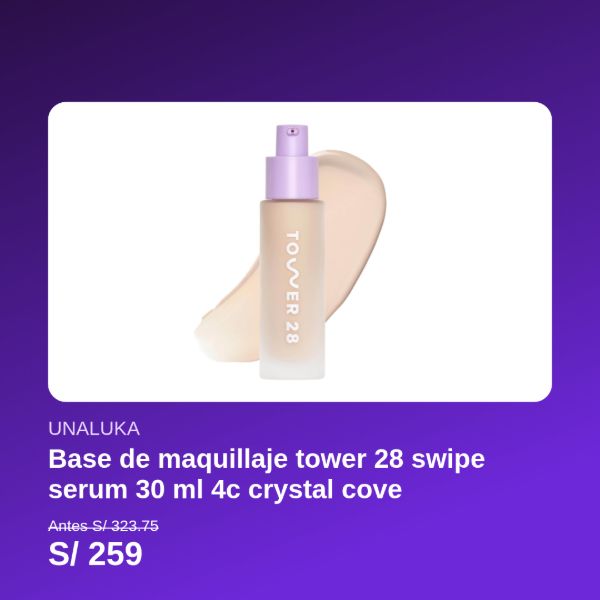 TOWER 28
UNALUKA
Base de maquillaje tower 28 swipe
serum 30 ml 4c crystal cove
Antes S/ 323.75
S/ 259